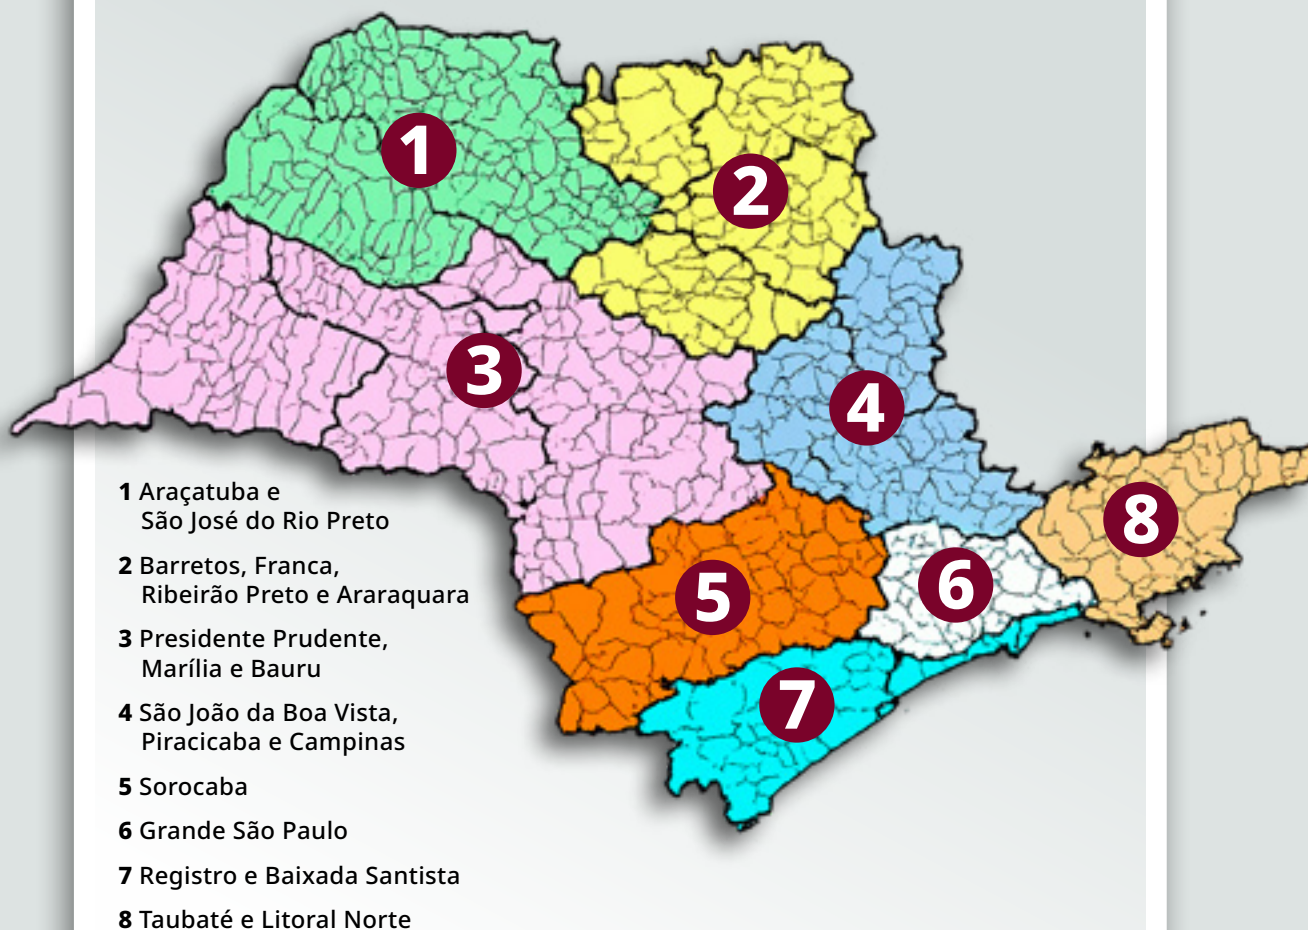 1
2
3
4
5
6
7
8
1 Araçatuba e
São José do Rio Preto
2 Barretos, Franca,
Ribeirão Preto e Araraquara
3 Presidente Prudente,
Marília e Bauru
4 São João da Boa Vista,
Piracicaba e Campinas
5 Sorocaba
6 Grande São Paulo
7 Registro e Baixada Santista
8 Taubaté e Litoral Norte